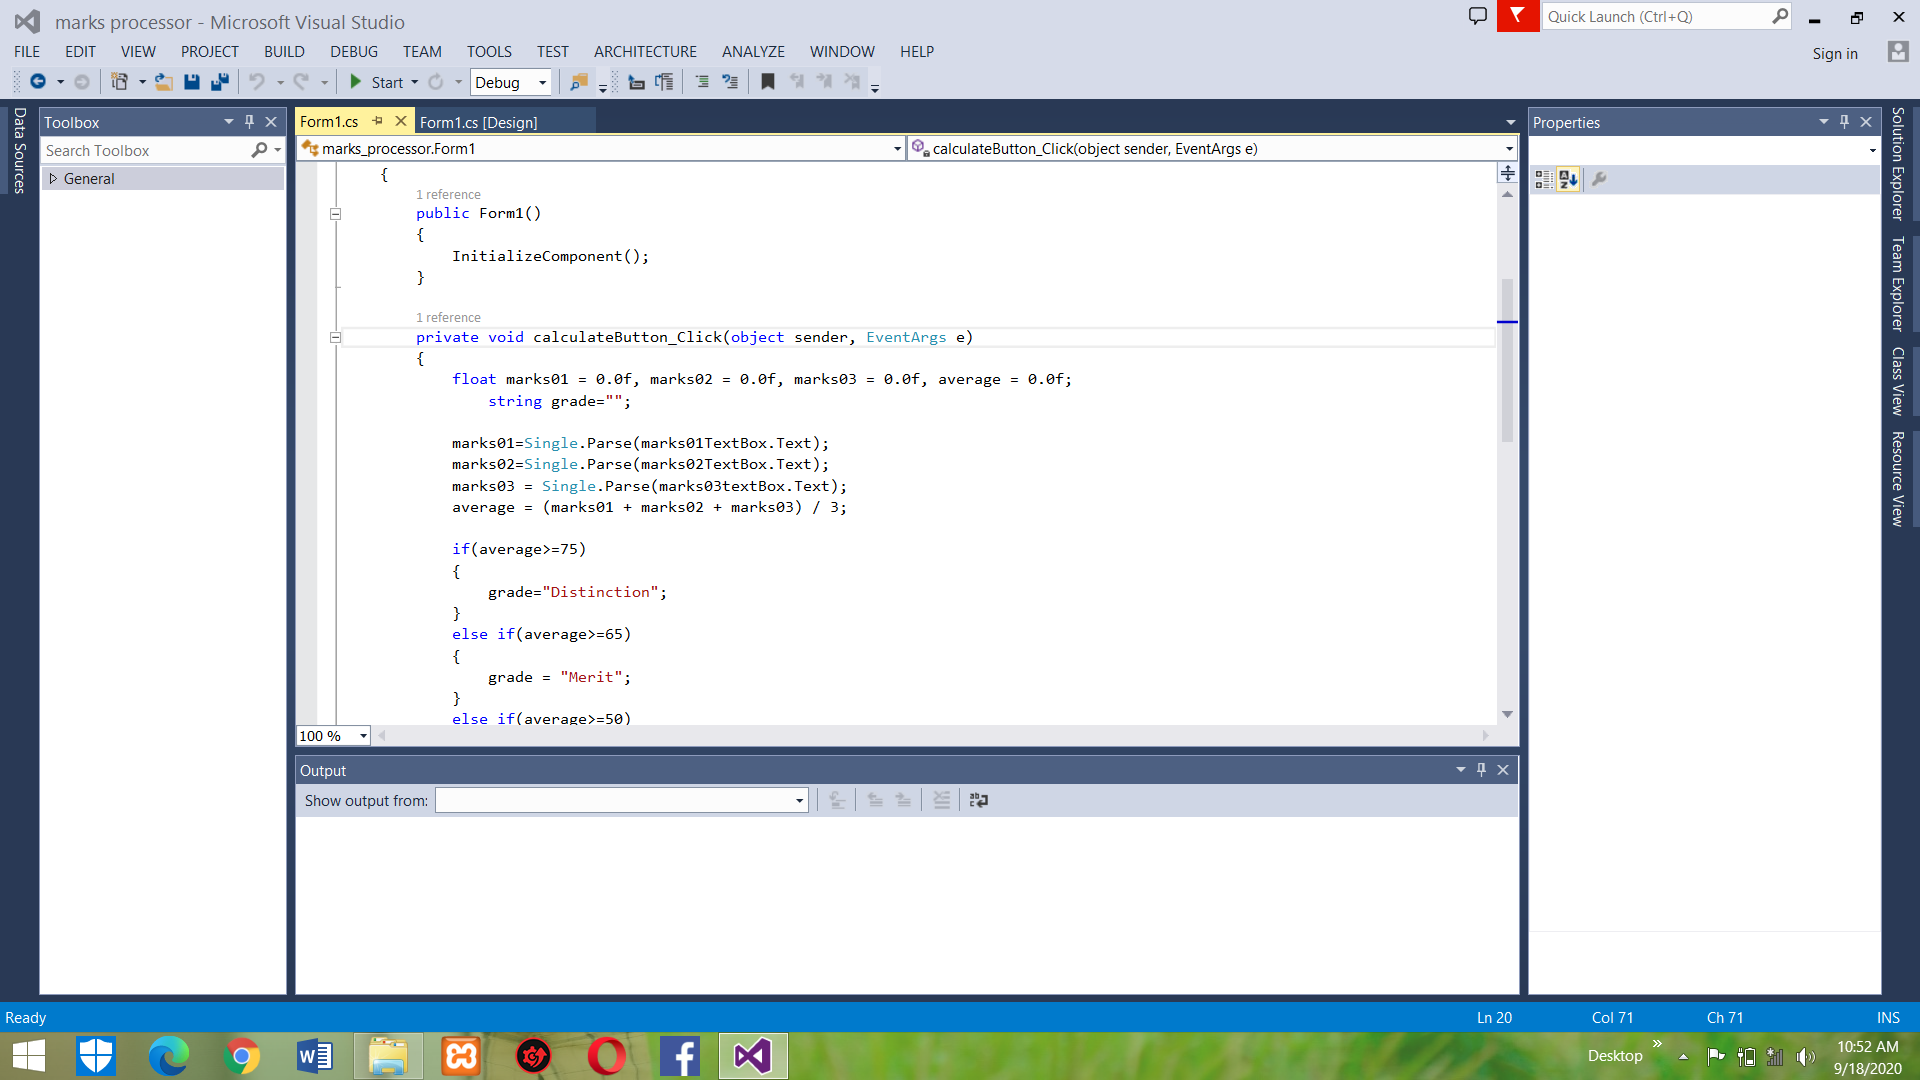 marks processor - Microsoft Visual Studio
Quick Launch (Ctrl+Q)
FILE EDIT VIEW PROJECT BUILD DEBUG TEAM TOOLS TEST ARCHITECTURE ANALYZE WINDOW HELP
Sign in
Start Debug
Data Sources
Toolbox
Search Toolbox
General
Form1.cs Form1.cs [Design]
marks_processor.Form1 calculateButton_Click(object sender, EventArgs e)
{
1 reference
public Form1()
{
InitializeComponent();
}
1 reference
private void calculateButton_Click(object sender, EventArgs e)
{
float marks01 = 0.0f, marks02 = 0.0f, marks03 = 0.0f, average = 0.0f;
string grade="";
marks01=Single.Parse(marks01TextBox.Text);
marks02=Single.Parse(marks02TextBox.Text);
marks03 = Single.Parse(marks03textBox.Text);
average = (marks01 + marks02 + marks03) / 3;
if(average>=75)
{
grade="Distinction";
}
else if(average>=65)
{
grade = "Merit";
}
else if(average>=50)
100 %
Output
Show output from:
Properties
Solution Explorer
Team Explorer
Class View
Resource View
Ready
Ln 20 Col 71 Ch 71 INS
Desktop
10:52 AM
9/18/2020